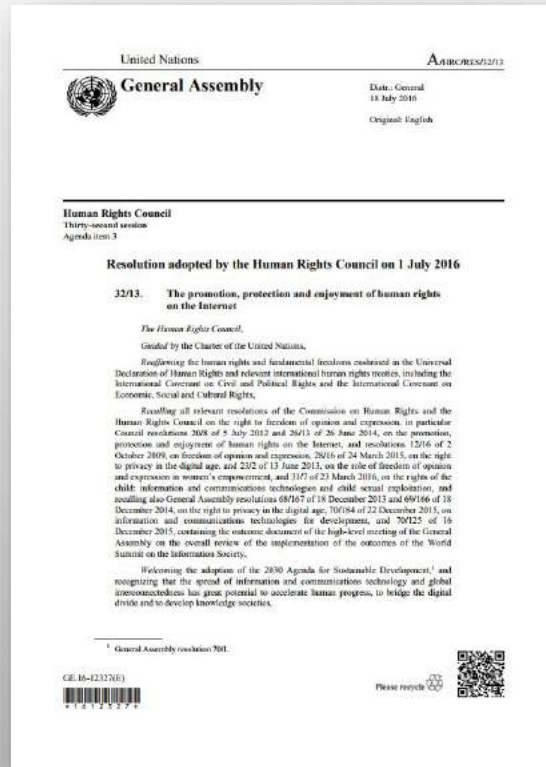 United Nations
A/HRC/RES/32/13
General Assembly
Distr.: General
18 July 2016
Original: English
Human Rights Council
Thirty-second session
Agenda item 3
Resolution adopted by the Human Rights Council on 1 July 2016
32/13. The promotion, protection and enjoyment of human rights
on the Internet
The Human Rights Council,
Guided by the Charter of the United Nations,
Reaffirming the human rights and fundamental freedoms enshrined in the Universal
Declaration of Human Rights and relevant international human rights treaties, including the
International Covenant on Civil and Political Rights and the International Covenant on
Economic, Social and Cultural Rights,
Recalling all relevant resolutions of the Commission on Human Rights and the
Human Rights Council on the right to freedom of opinion and expression, in particular
Council resolutions 20/8 of 5 July 2012 and 26/13 of 26 June 2014, on the promotion,
protection and enjoyment of human rights on the Internet, and resolutions 12/16 of 2
October 2009, on freedom of opinion and expression, 28/16 of 24 March 2015, on the right
to privacy in the digital age, and 23/2 of 13 June 2013, on the role of freedom of opinion
and expression in women's empowerment, and 31/7 of 23 March 2016, on the rights of the
child: information and communications technologies and child sexual exploitation, and
recalling also General Assembly resolutions 68/167 of 18 December 2013 and 69/166 of 18
December 2014, on the right to privacy in the digital age, 70/184 of 22 December 2015, on
information and communications technologies for development, and 70/125 of 16
December 2015, containing the outcome document of the high-level meeting of the General
Assembly on the overall review of the implementation of the outcomes of the World
Summit on the Information Society,
Welcoming the adoption of the 2030 Agenda for Sustainable Development,¹ and
recognizing that the spread of information and communications technology and global
interconnectedness has great potential to accelerate human progress, to bridge the digital
divide and to develop knowledge societies,
¹ General Assembly resolution 70/1.
GE.16-12327(E)
*1612327*
Please recycle